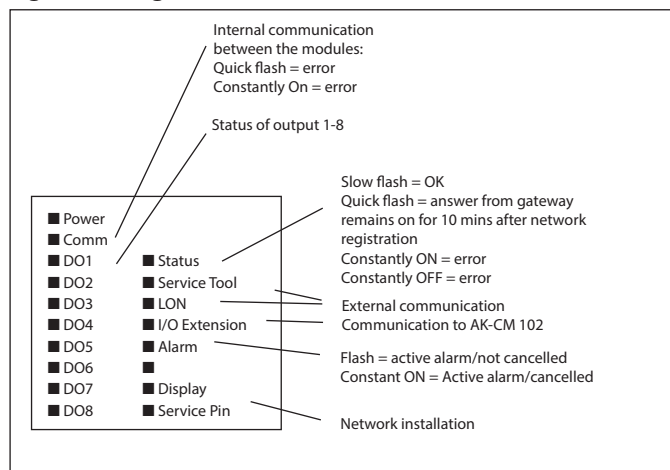 Internal communication
between the modules:
Quick flash = error
Constantly On = error
Status of output 1-8
Slow flash = OK
Quick flash = answer from gateway
remains on for 10 mins after network
registration
Constantly ON = error
Constantly OFF = error
External communication
Communication to AK-CM 102
Flash = active alarm/not cancelled
Constant ON = Active alarm/cancelled
Network installation
■ Power
■ Comm
■ DO1 ■ Status
■ DO2 ■ Service Tool
■ DO3 ■ LON
■ DO4 ■ I/O Extension
■ DO5 ■ Alarm
■ DO6 ■
■ DO7 ■ Display
■ DO8 ■ Service Pin